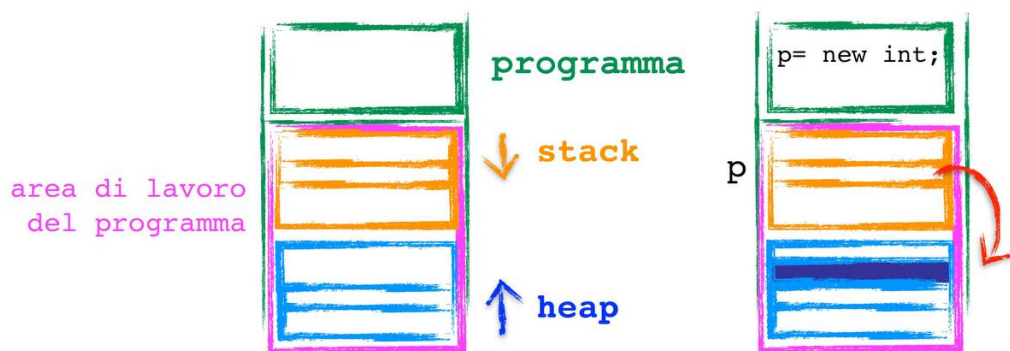 programma
p= new int;
stack
p
area di lavoro
del programma
heap